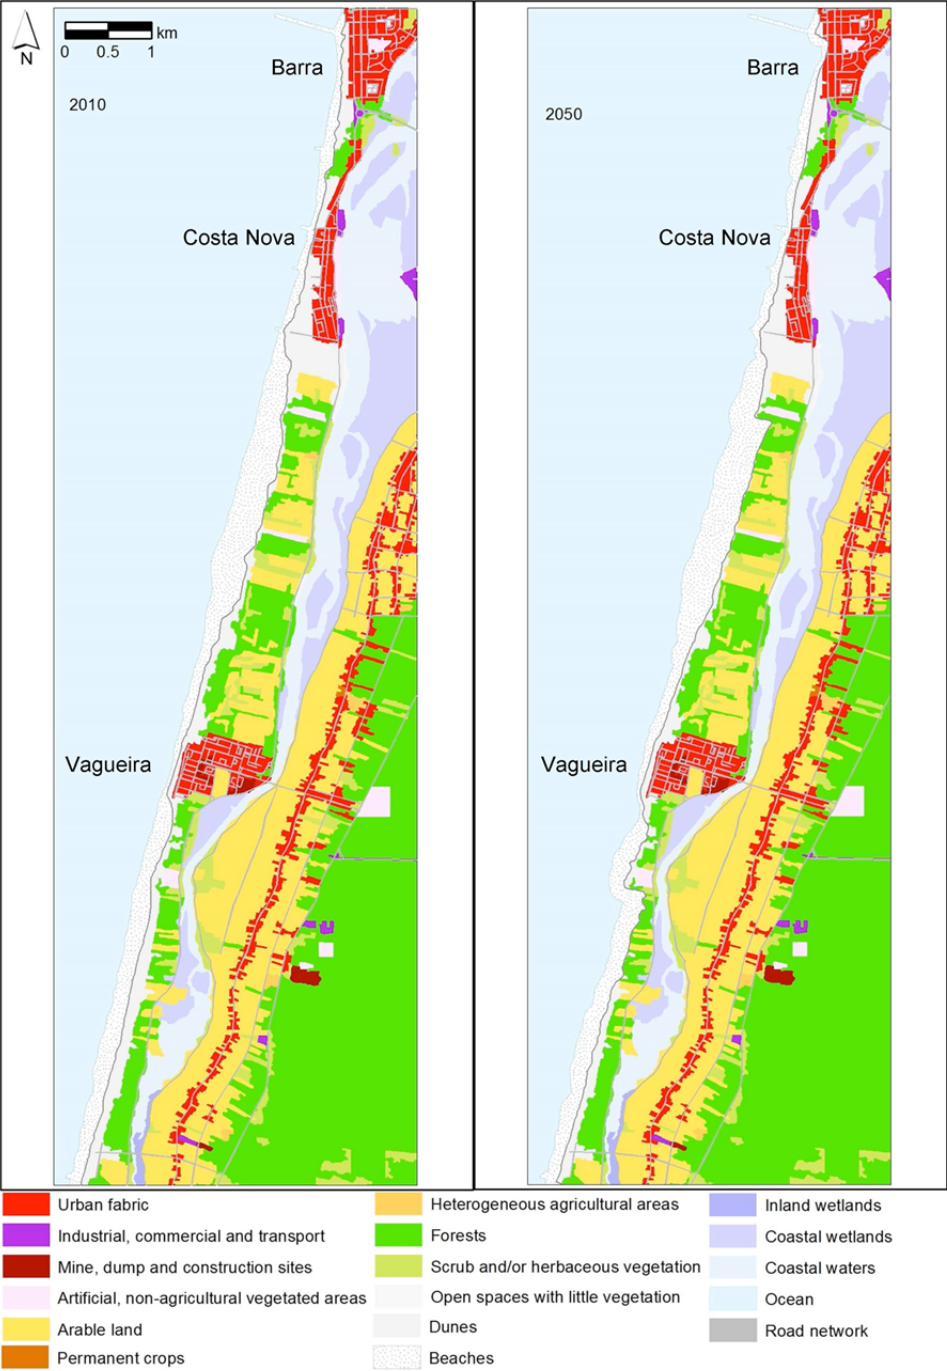 N
0 0.5 1 km
Barra
2010
Costa Nova
Vagueira
Barra
2050
Costa Nova
Vagueira
Urban fabric
Industrial, commercial and transport
Mine, dump and construction sites
Artificial, non-agricultural vegetated areas
Arable land
Permanent crops
Heterogeneous agricultural areas
Forests
Scrub and/or herbaceous vegetation
Open spaces with little vegetation
Dunes
Beaches
Inland wetlands
Coastal wetlands
Coastal waters
Ocean
Road network